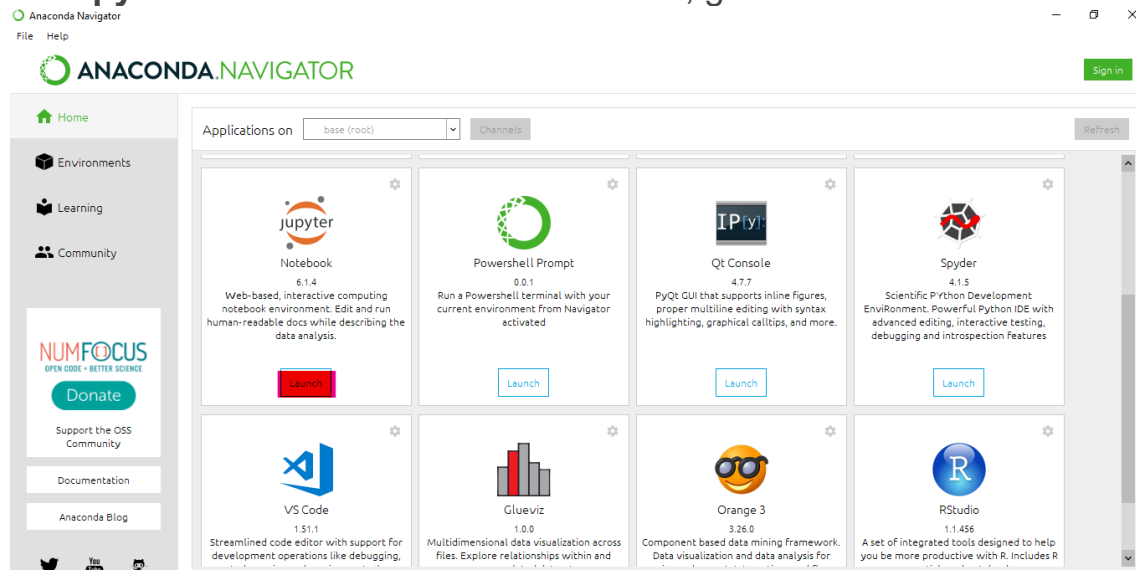 py
, g
Anaconda Navigator
File Help
ANACONDA.NAVIGATOR
Sign in
Home
Environments
Learning
Community
NUMFOCUS
OPEN CODE = BETTER SCIENCE
Donate
Support the OSS
Community
Documentation
Anaconda Blog
You
Applications on base (root) Channels Refresh
jupyter
Notebook
6.1.4
Web-based, interactive computing
notebook environment. Edit and run
human-readable docs while describing the
data analysis.
Launch
Powershell Prompt
0.0.1
Run a Powershell terminal with your
current environment from Navigator
activated
Launch
IP[y]:
Qt Console
4.7.7
PyQt GUI that supports inline figures,
proper multiline editing with syntax
highlighting, graphical calltips, and more.
Launch
Spyder
4.1.5
Scientific PYthon Development
EnviRonment. Powerful Python IDE with
advanced editing, interactive testing,
debugging and introspection features
Launch
VS Code
1.51.1
Streamlined code editor with support for
development operations like debugging,
Glueviz
1.0.0
Multidimensional data visualization across
files. Explore relationships within and
Orange 3
3.26.0
Component based data mining framework.
Data visualization and data analysis for
R
RStudio
1.1.456
A set of integrated tools designed to help
you be more productive with R. Includes R